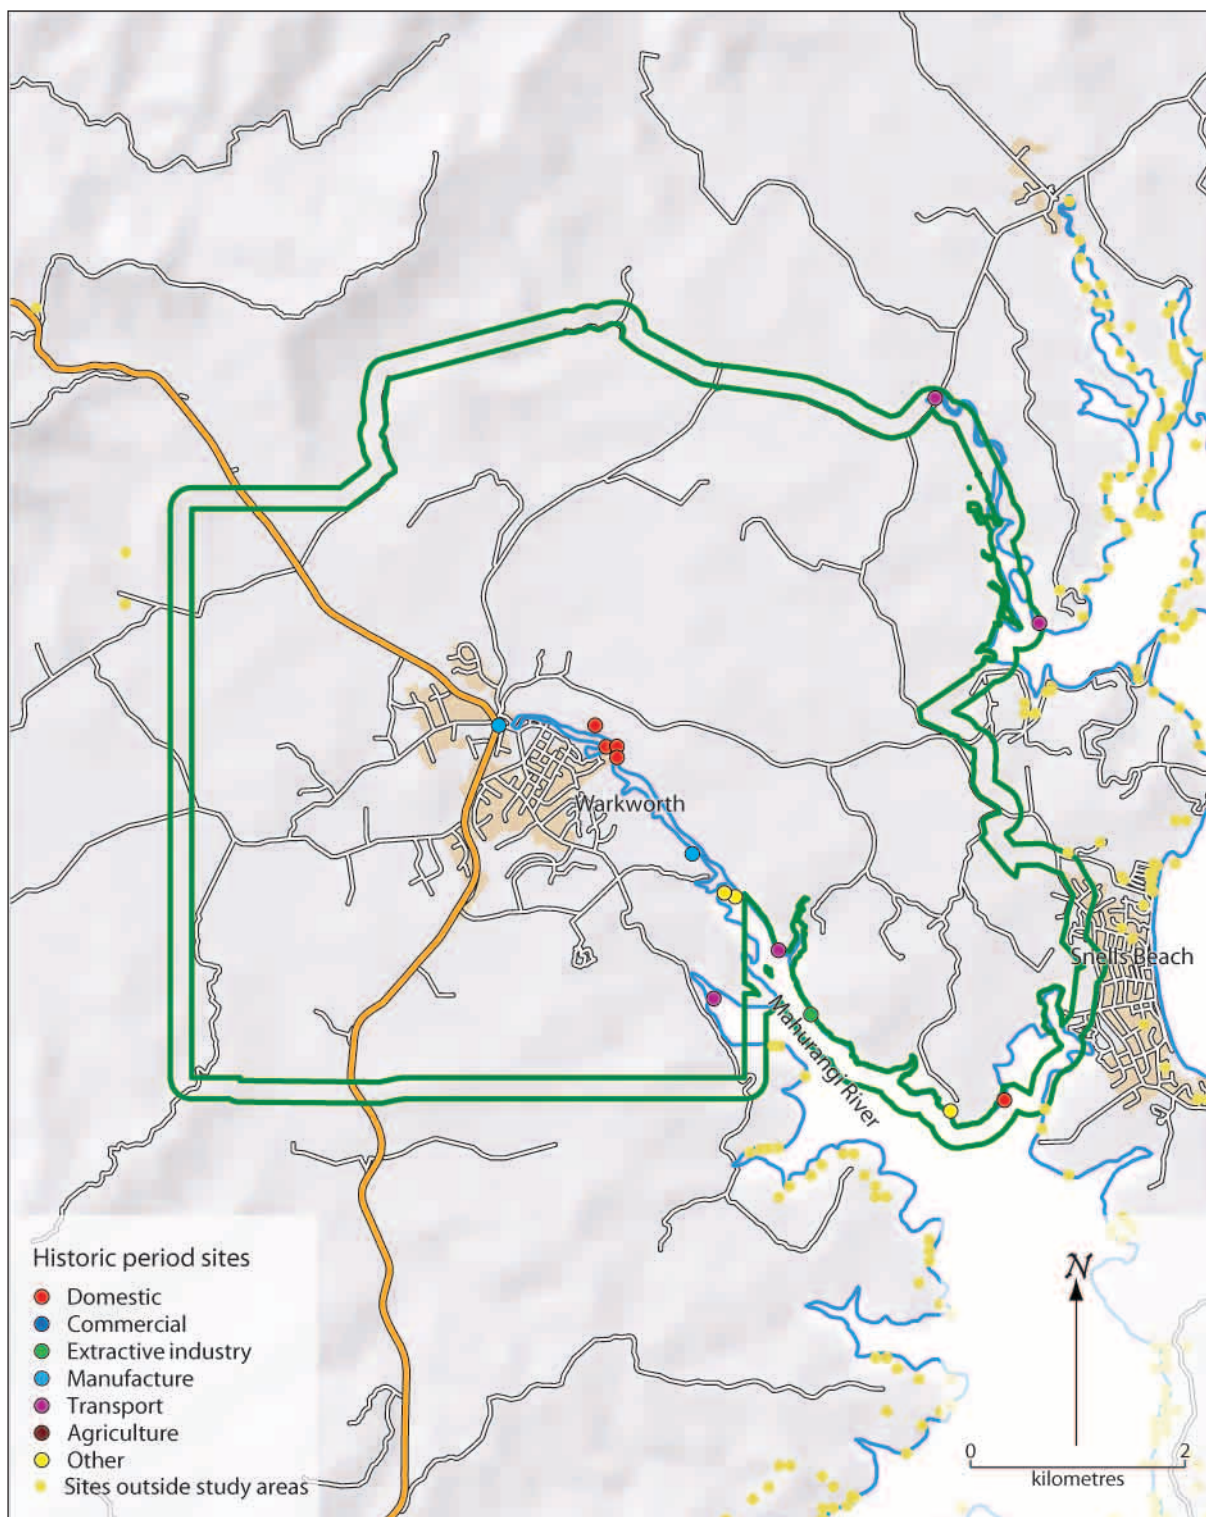 Warkworth
Snells Beach
Mahurangi River
Historic period sites
Domestic
Commercial
Extractive industry
Manufacture
Transport
Agriculture
Other
Sites outside study areas
N
0 2
kilometres